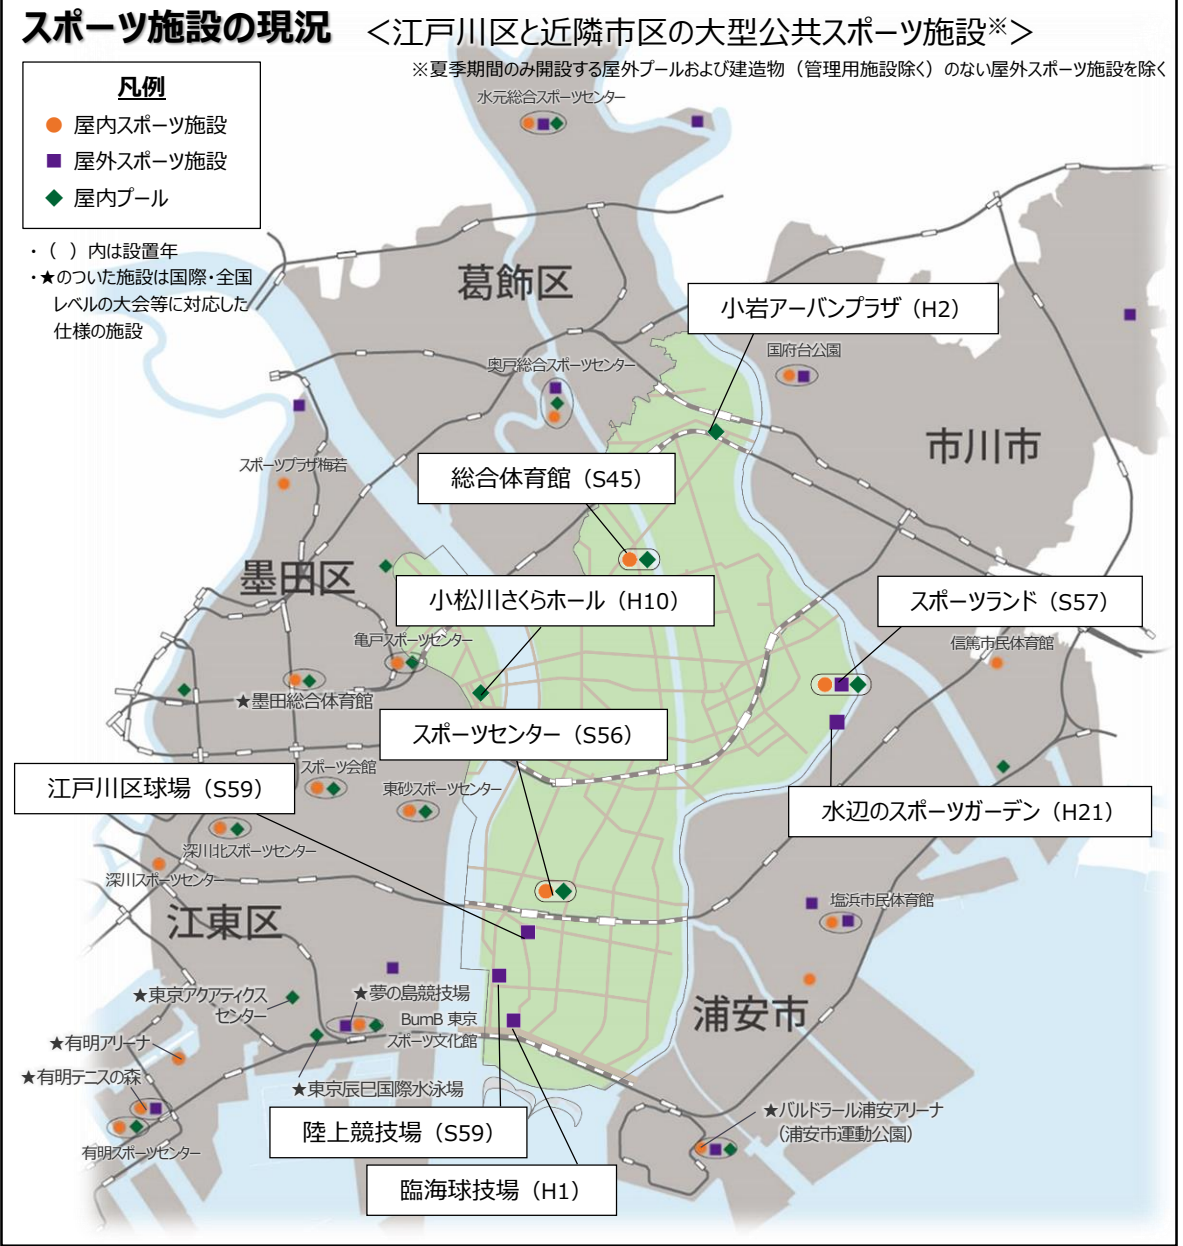 スポーツ施設の現況 ＜江戸川区と近隣市区の大型公共スポーツ施設※＞
※夏季期間のみ開設する屋外プールおよび建造物（管理用施設除く）のない屋外スポーツ施設を除く
凡例
屋内スポーツ施設
屋外スポーツ施設
屋内プール
・（ ）内は設置年
・★のついた施設は国際・全国
レベルの大会等に対応した
仕様の施設
水元総合スポーツセンター
葛飾区
小岩アーバンプラザ（H2）
国府台公園
奥戸総合スポーツセンター
市川市
スポーツプラザ梅若
総合体育館（S45）
墨田区
小松川さくらホール（H10）
スポーツランド（S57）
亀戸スポーツセンター
信篤市民体育館
★墨田総合体育館
スポーツセンター（S56）
スポーツ会館
東砂スポーツセンター
江戸川区球場（S59）
水辺のスポーツガーデン（H21）
深川北スポーツセンター
深川スポーツセンター
塩浜市民体育館
江東区
★東京アクアティクス
センター
★夢の島競技場
BumB 東京
スポーツ文化館
浦安市
★有明アリーナ
★有明テニスの森
★東京辰巳国際水泳場
有明スポーツセンター
陸上競技場（S59）
★バルドラール浦安アリーナ
（浦安市運動公園）
臨海球技場（H1）